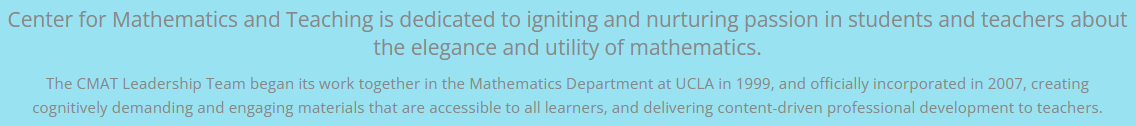 Center for Mathematics and Teaching is dedicated to igniting and nurturing passion in students and teachers about
the elegance and utility of mathematics.
The CMAT Leadership Team began its work together in the Mathematics Department at UCLA in 1999, and officially incorporated in 2007, creating
cognitively demanding and engaging materials that are accessible to all learners, and delivering content-driven professional development to teachers.